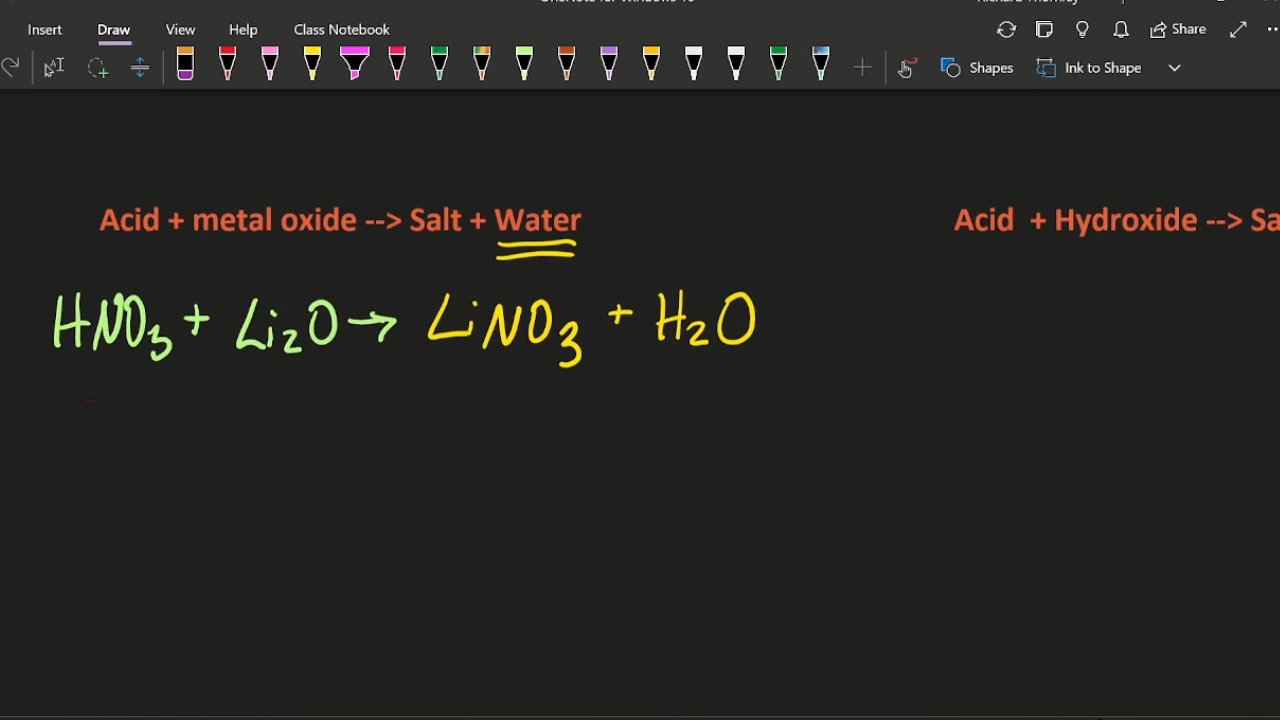 Insert Draw View Help Class Notebook Share
Shapes Ink to Shape
Acid + metal oxide --> Salt + Water
Acid + Hydroxide --> Sa
HNO₃ + Li₂O → LiNO₃ + H₂O